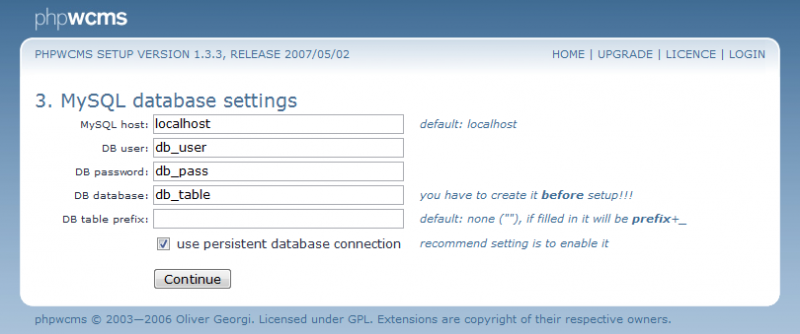 phpwcms
PHPWCMS SETUP VERSION 1.3.3, RELEASE 2007/05/02 HOME | UPGRADE | LICENCE | LOGIN
3. MySQL database settings
MySQL host: localhost default: localhost
DB user: db_user
DB password: db_pass
DB database: db_table you have to create it before setup!!!
DB table prefix: default: none (""), if filled in it will be prefix+_
use persistent database connection recommend setting is to enable it
Continue
phpwcms © 2003—2006 Oliver Georgi. Licensed under GPL. Extensions are copyright of their respective owners.